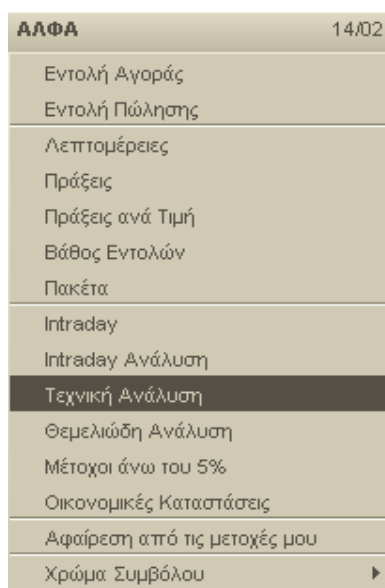 ΑΛΦΑ 14/02
Εντολή Αγοράς
Εντολή Πώλησης
Λεπτομέρειες
Πράξεις
Πράξεις ανά Τιμή
Βάθος Εντολών
Πακέτα
Intraday
Intraday Ανάλυση
Τεχνική Ανάλυση
Θεμελιώδη Ανάλυση
Μέτοχοι άνω του 5%
Οικονομικές Καταστάσεις
Αφαίρεση από τις μετοχές μου
Χρώμα Συμβόλου